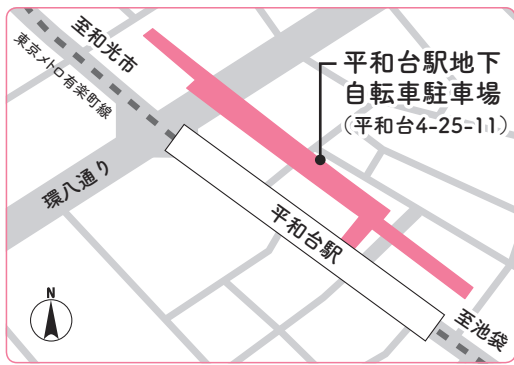 至和光市
東京メトロ有楽町線
平和台駅地下
自転車駐車場
（平和台4-25-11）
環八通り
平和台駅
N
至池袋